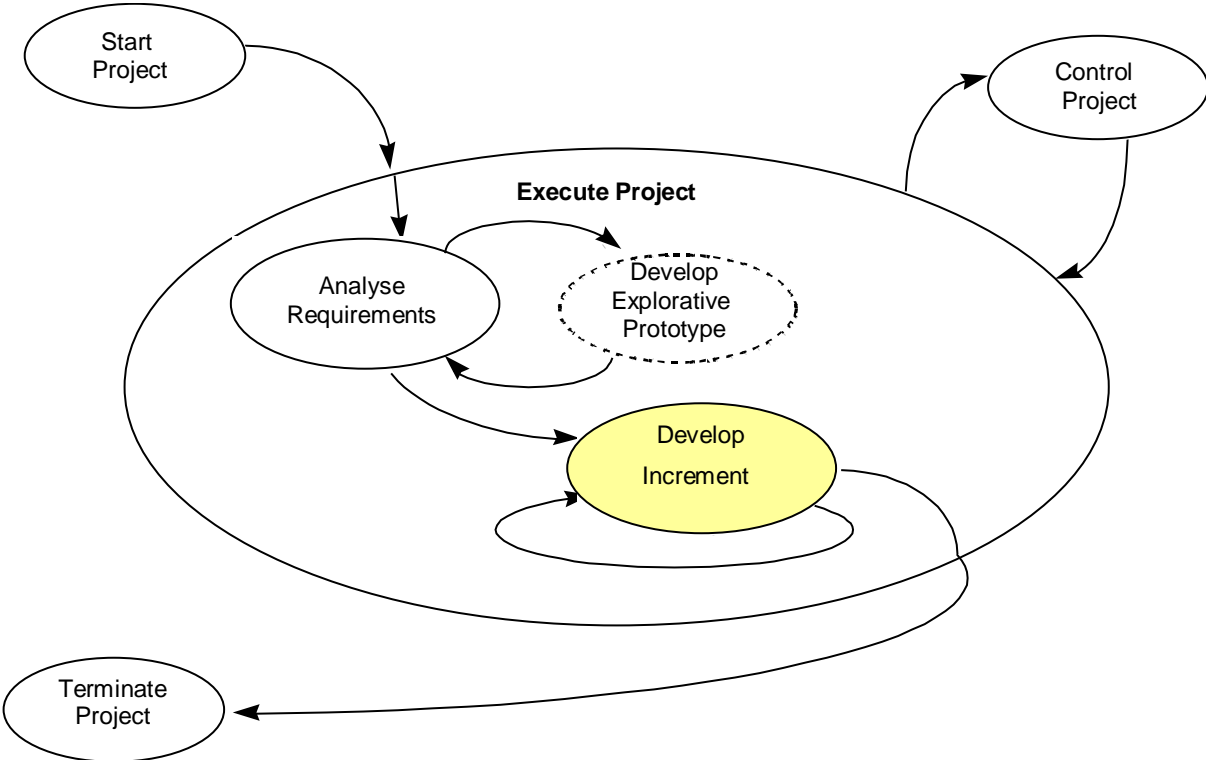 Start
Project
Control
Project
Execute Project
Analyse
Requirements
Develop
Explorative
Prototype
Develop
Increment
Terminate
Project